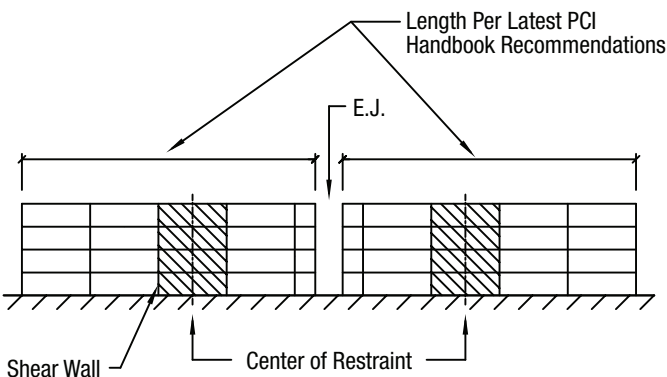 Length Per Latest PCI
Handbook Recommendations
E.J.
Shear Wall
Center of Restraint